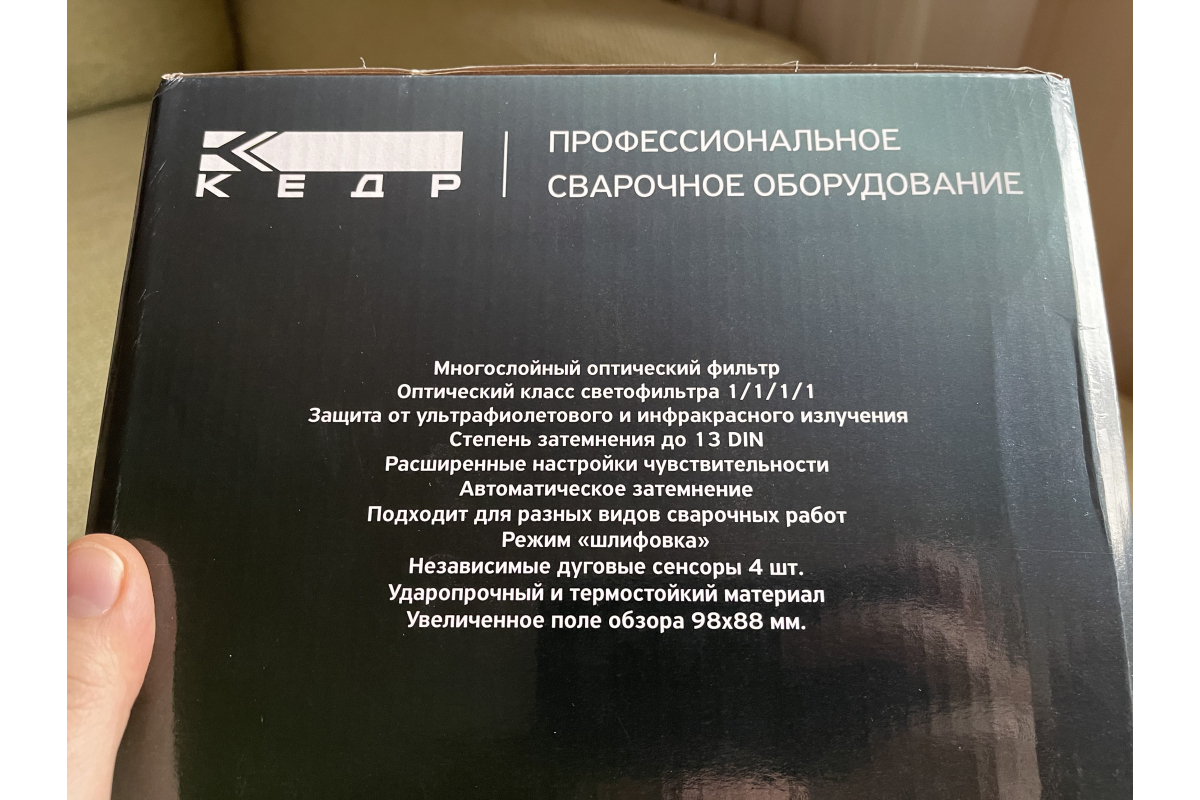 КЕДР
ПРОФЕССИОНАЛЬНОЕ
СВАРОЧНОЕ ОБОРУДОВАНИЕ
Многослойный оптический фильтр
Оптический класс светофильтра 1/1/1/1
Защита от ультрафиолетового и инфракрасного излучения
Степень затемнения до 13 DIN
Расширенные настройки чувствительности
Автоматическое затемнение
Подходит для разных видов сварочных работ
Режим «шлифовка»
Независимые дуговые сенсоры 4 шт.
Ударопрочный и термостойкий материал
Увеличенное поле обзора 98х88 мм.